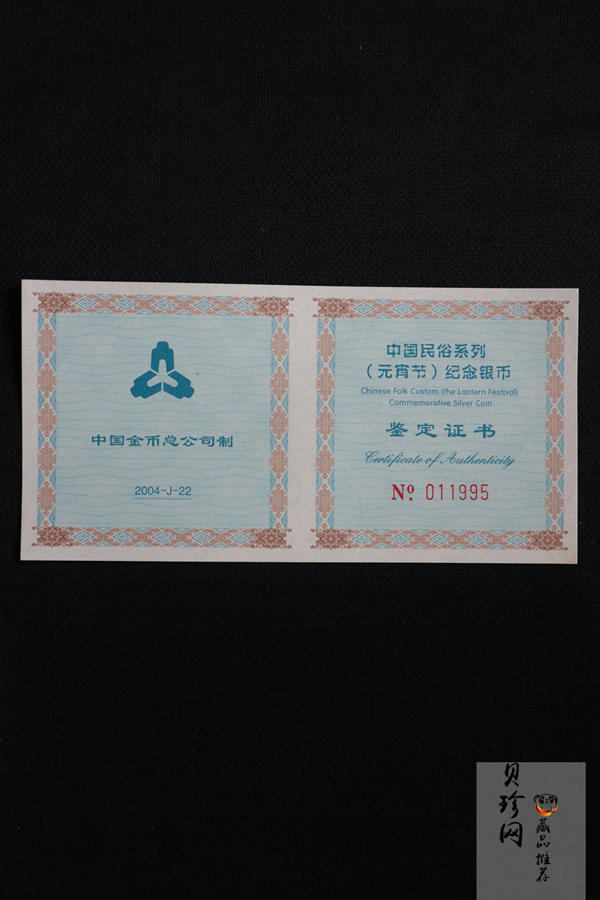 中国金币总公司制
2004-J-22
中国民俗系列
（元宵节）纪念银币
Chinese Folk Custom (the Lantern Festival)
Commemorative Silver Coin
鉴定证书
Certificate of Authenticity
Nº 011995
贝珍网
藏品推荐